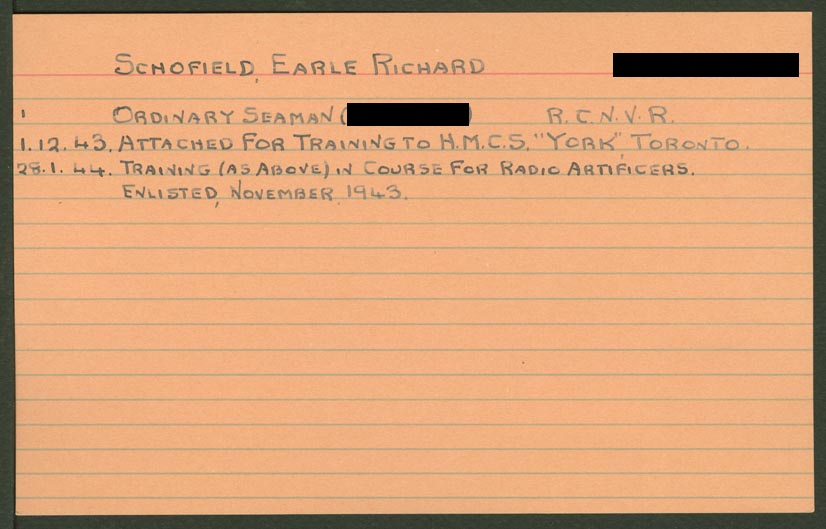 SCHOFIELD, EARLE RICHARD
ORDINARY SEAMAN ( ) R.C.N.V.R.
1.12.43. ATTACHED FOR TRAINING TO H.M.C.S. "YORK", TORONTO.
28.1.44. TRAINING (AS ABOVE) IN COURSE FOR RADIO ARTIFICERS.
ENLISTED, NOVEMBER, 1943.